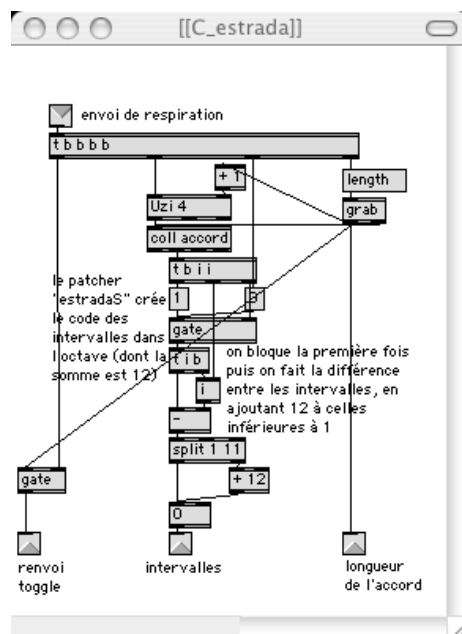 [[C_estrada]]
envoi de respiration
t b b b b
+ 1
length
Uzi 4
grab
coll accord
t b i i
le patcher
"estradaS" crée
le code des
intervalles dans
l'octave (dont la
somme est 12)
1
0
gate
t i b
on bloque la première fois
puis on fait la différence
entre les intervalles, en
ajoutant 12 à celles
inférieures à 1
i
-
split 1 11
gate
+ 12
0
renvoi
toggle
intervalles
longueur
de l'accord